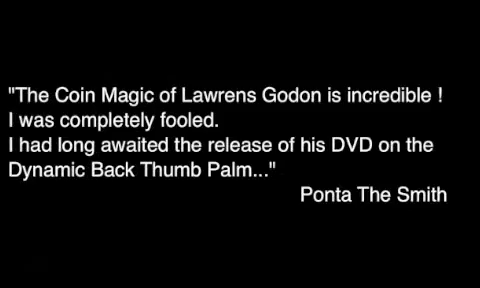 "The Coin Magic of Lawrens Godon is incredible !
I was completely fooled.
I had long awaited the release of his DVD on the
Dynamic Back Thumb Palm..."
Ponta The Smith